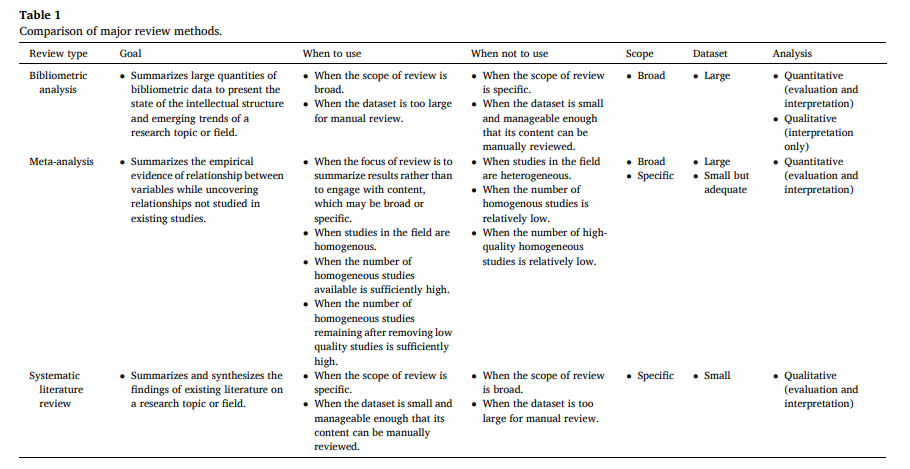 Table 1
Comparison of major review methods.
Review type Goal When to use When not to use Scope Dataset Analysis
Bibliometric
analysis
• Summarizes large quantities of
bibliometric data to present the
state of the intellectual structure
and emerging trends of a
research topic or field.
• When the scope of review is
broad.
• When the dataset is too large
for manual review.
• When the scope of review
is specific.
• When the dataset is small
and manageable enough
that its content can be
manually reviewed.
• Broad
• Large
• Quantitative
(evaluation and
interpretation)
• Qualitative
(interpretation
only)
Meta-analysis
• Summarizes the empirical
evidence of relationship between
variables while uncovering
relationships not studied in
existing studies.
• When the focus of review is to
summarize results rather than
to engage with content,
which may be broad or
specific.
• When studies in the field are
homogenous.
• When the number of
homogeneous studies
available is sufficiently high.
• When the number of
homogeneous studies
remaining after removing low
quality studies is sufficiently
high.
• When studies in the field
are heterogeneous.
• When the number of
homogenous studies is
relatively low.
• When the number of high-
quality homogeneous
studies is relatively low.
• Broad
• Specific
• Large
• Small but
adequate
• Quantitative
(evaluation and
interpretation)
Systematic
literature
review
• Summarizes and synthesizes the
findings of existing literature on
a research topic or field.
• When the scope of review is
specific.
• When the dataset is small and
manageable enough that its
content can be manually
reviewed.
• When the scope of review
is broad.
• When the dataset is too
large for manual review.
• Specific
• Small
• Qualitative
(evaluation and
interpretation)